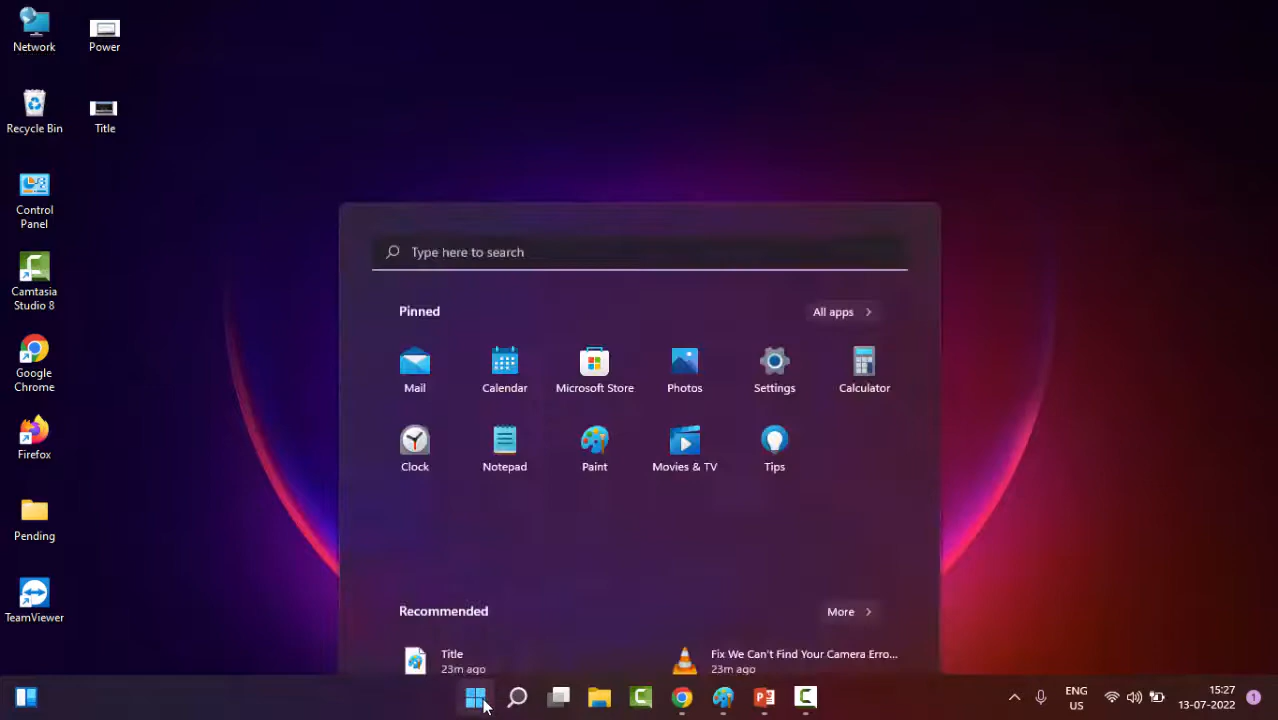 Network
Power
Recycle Bin
Title
Control
Panel
Camtasia
Studio 8
Google
Chrome
Firefox
Pending
TeamViewer
Type here to search
Pinned
All apps
Mail
Calendar
Microsoft Store
Photos
Settings
Calculator
Clock
Notepad
Paint
Movies & TV
Tips
Recommended
More
Title
23m ago
Fix We Can't Find Your Camera Erro...
23m ago
ENG
US
15:27
13-07-2022
1